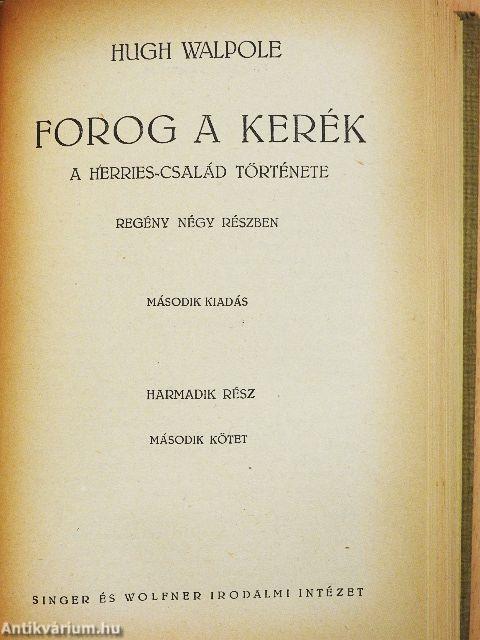 HUGH WALPOLE
FOROG A KERÉK
A HERRIES-CSALÁD TÖRTÉNETE
REGÉNY NÉGY RÉSZBEN
MÁSODIK KIADÁS
HARMADIK RÉSZ
MÁSODIK KÖTET
SINGER ÉS WOLFNER IRODALMI INTÉZET
Antikvárium.hu